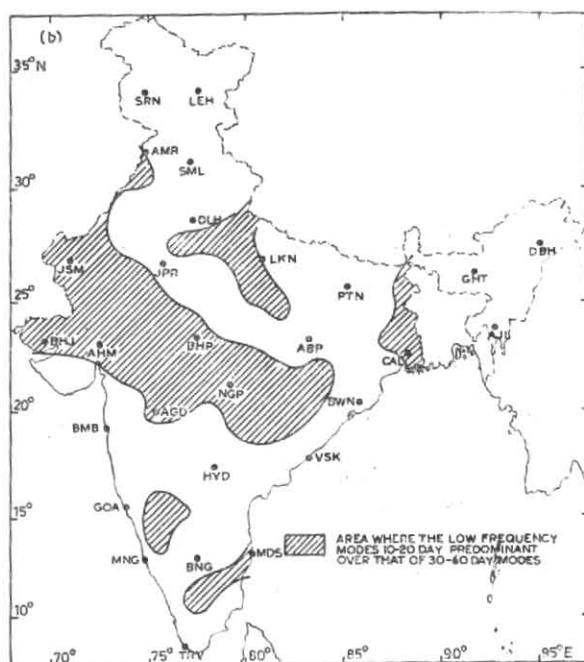 (b)
35°N
SRN LEH
AMR
SML
30°
DLH
DBH
JSM JPR LKN GHT
PTN
25°
BHJ AHM BHP ABP AJL
CAL
NGP
AGD BWN
20°
BMB
VSK
HYD
GOA
15°
AREA WHERE THE LOW FREQUENCY
MODES 10-20 DAY PREDOMINANT
OVER THAT OF 30-60 DAY MODES
MNG BNG MDS
10°
70° 75° TRV 80° 85° 90° 95°E